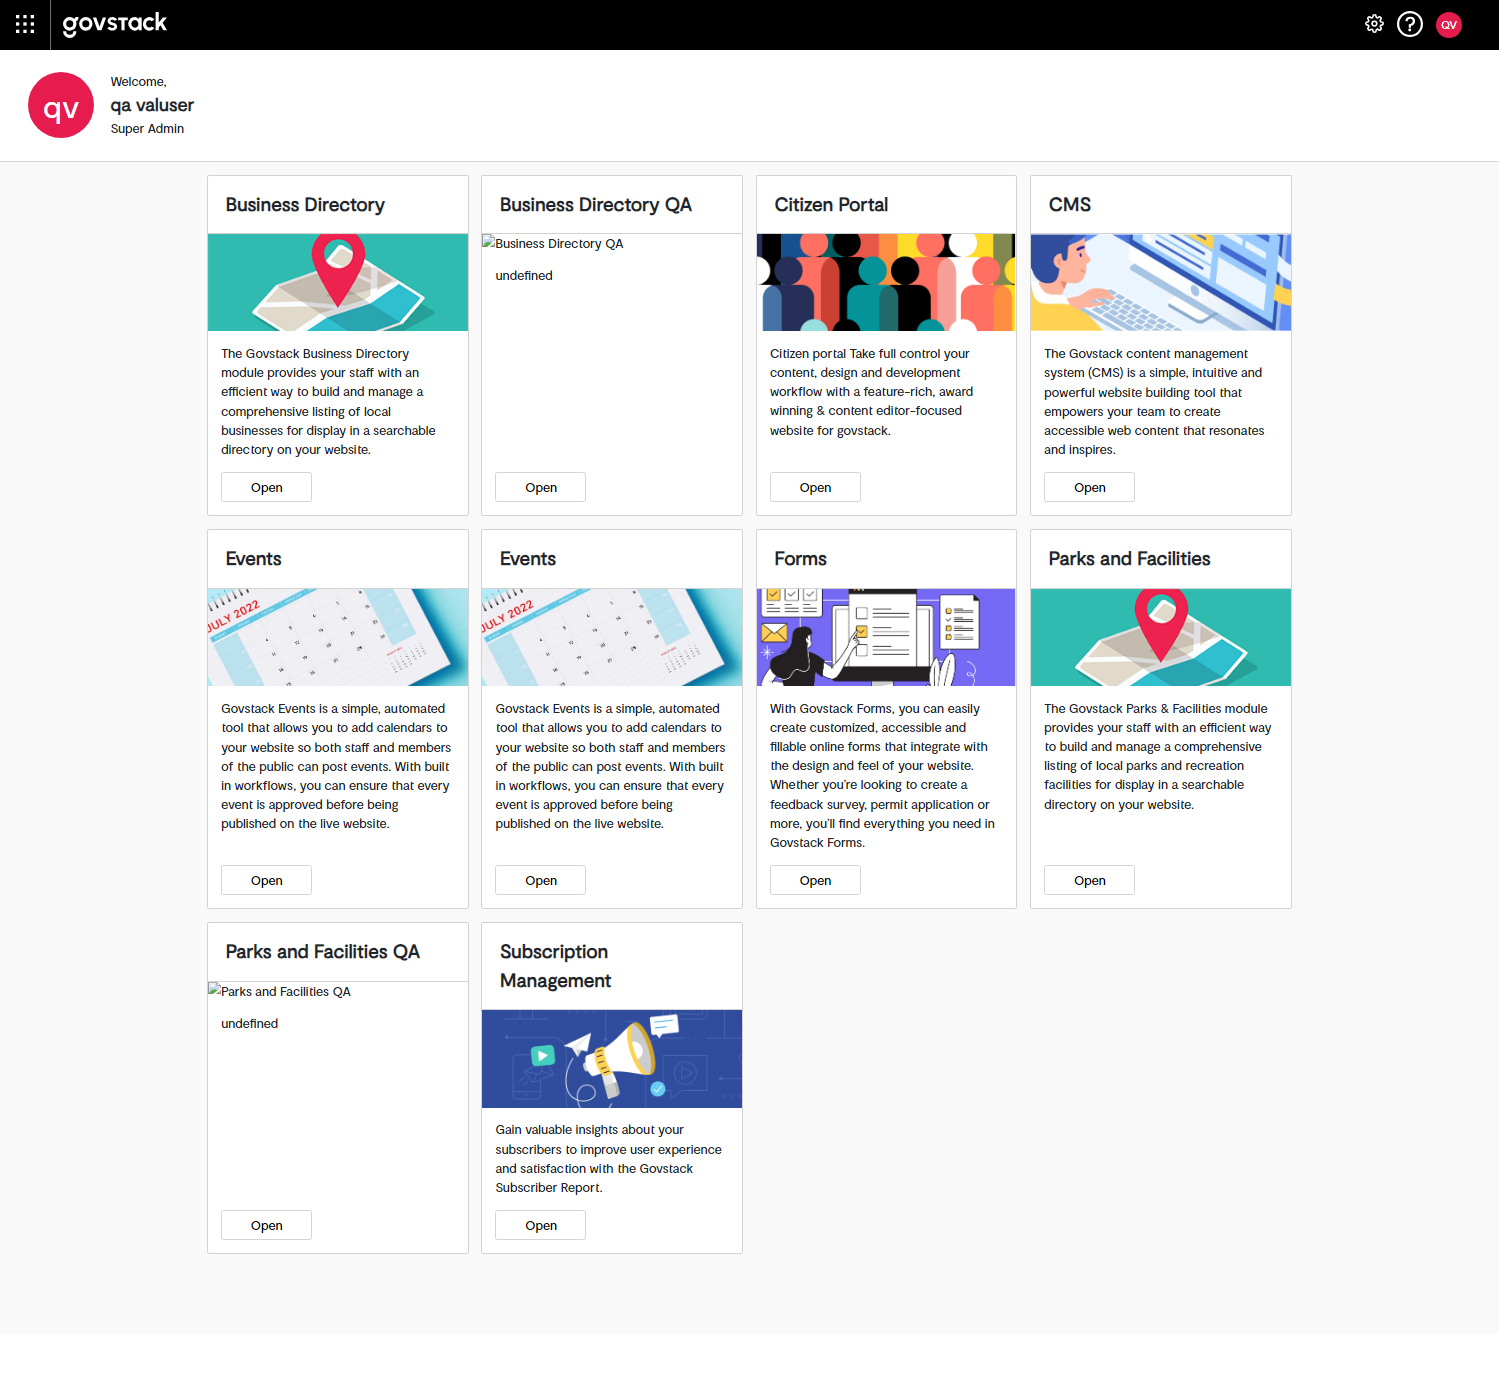 govstack
QV
qv
Welcome,
qa valuser
Super Admin
Business Directory
The Govstack Business Directory
module provides your staff with an
efficient way to build and manage a
comprehensive listing of local
businesses for display in a searchable
directory on your website.
Open
Business Directory QA
Business Directory QA
undefined
Open
Citizen Portal
Citizen portal Take full control your
content, design and development
workflow with a feature-rich, award
winning & content editor-focused
website for govstack.
Open
CMS
The Govstack content management
system (CMS) is a simple, intuitive and
powerful website building tool that
empowers your team to create
accessible web content that resonates
and inspires.
Open
Events
JULY 2022
Govstack Events is a simple, automated
tool that allows you to add calendars to
your website so both staff and members
of the public can post events. With built
in workflows, you can ensure that every
event is approved before being
published on the live website.
Open
Events
JULY 2022
Govstack Events is a simple, automated
tool that allows you to add calendars to
your website so both staff and members
of the public can post events. With built
in workflows, you can ensure that every
event is approved before being
published on the live website.
Open
Forms
With Govstack Forms, you can easily
create customized, accessible and
fillable online forms that integrate with
the design and feel of your website.
Whether you're looking to create a
feedback survey, permit application or
more, you'll find everything you need in
Govstack Forms.
Open
Parks and Facilities
The Govstack Parks & Facilities module
provides your staff with an efficient way
to build and manage a comprehensive
listing of local parks and recreation
facilities for display in a searchable
directory on your website.
Open
Parks and Facilities QA
Parks and Facilities QA
undefined
Open
Subscription
Management
Gain valuable insights about your
subscribers to improve user experience
and satisfaction with the Govstack
Subscriber Report.
Open